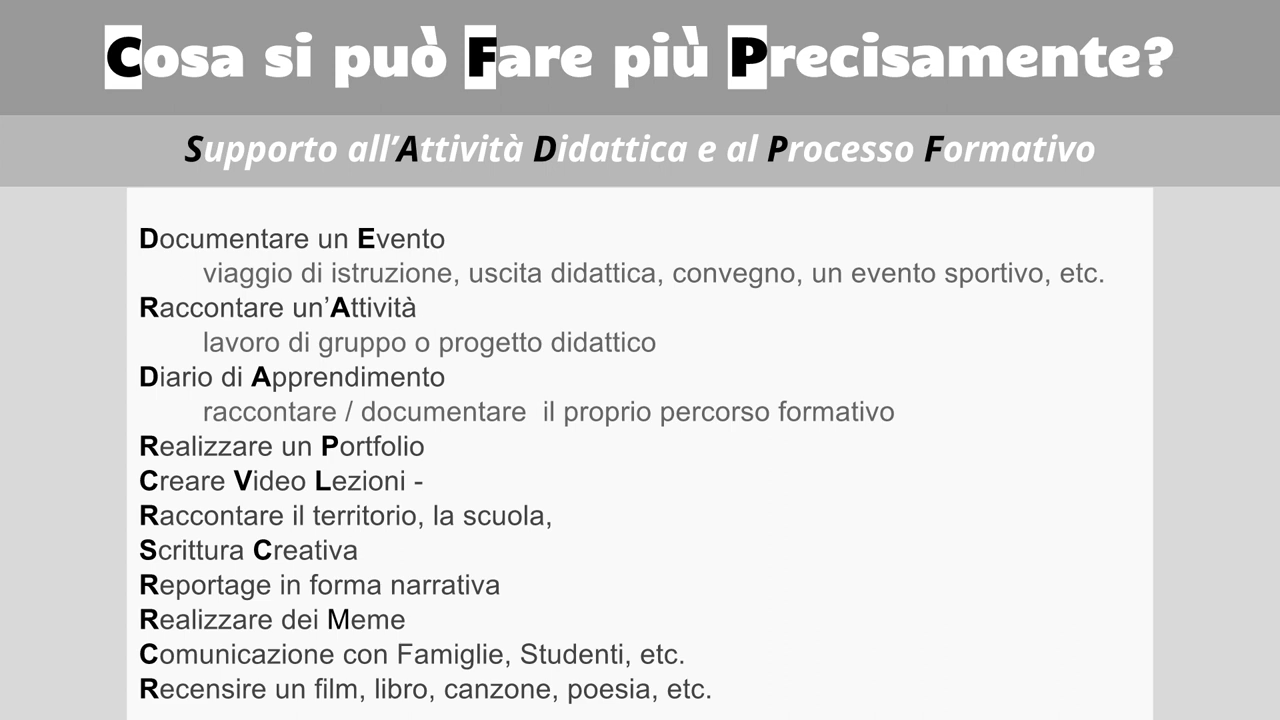 Cosa si può Fare più Precisamente?
Supporto all’Attività Didattica e al Processo Formativo
Documentare un Evento
viaggio di istruzione, uscita didattica, convegno, un evento sportivo, etc.
Raccontare un’Attività
lavoro di gruppo o progetto didattico
Diario di Apprendimento
raccontare / documentare  il proprio percorso formativo
Realizzare un Portfolio
Creare Video Lezioni -
Raccontare il territorio, la scuola,
Scrittura Creativa
Reportage in forma narrativa
Realizzare dei Meme
Comunicazione con Famiglie, Studenti, etc.
Recensire un film, libro, canzone, poesia, etc.